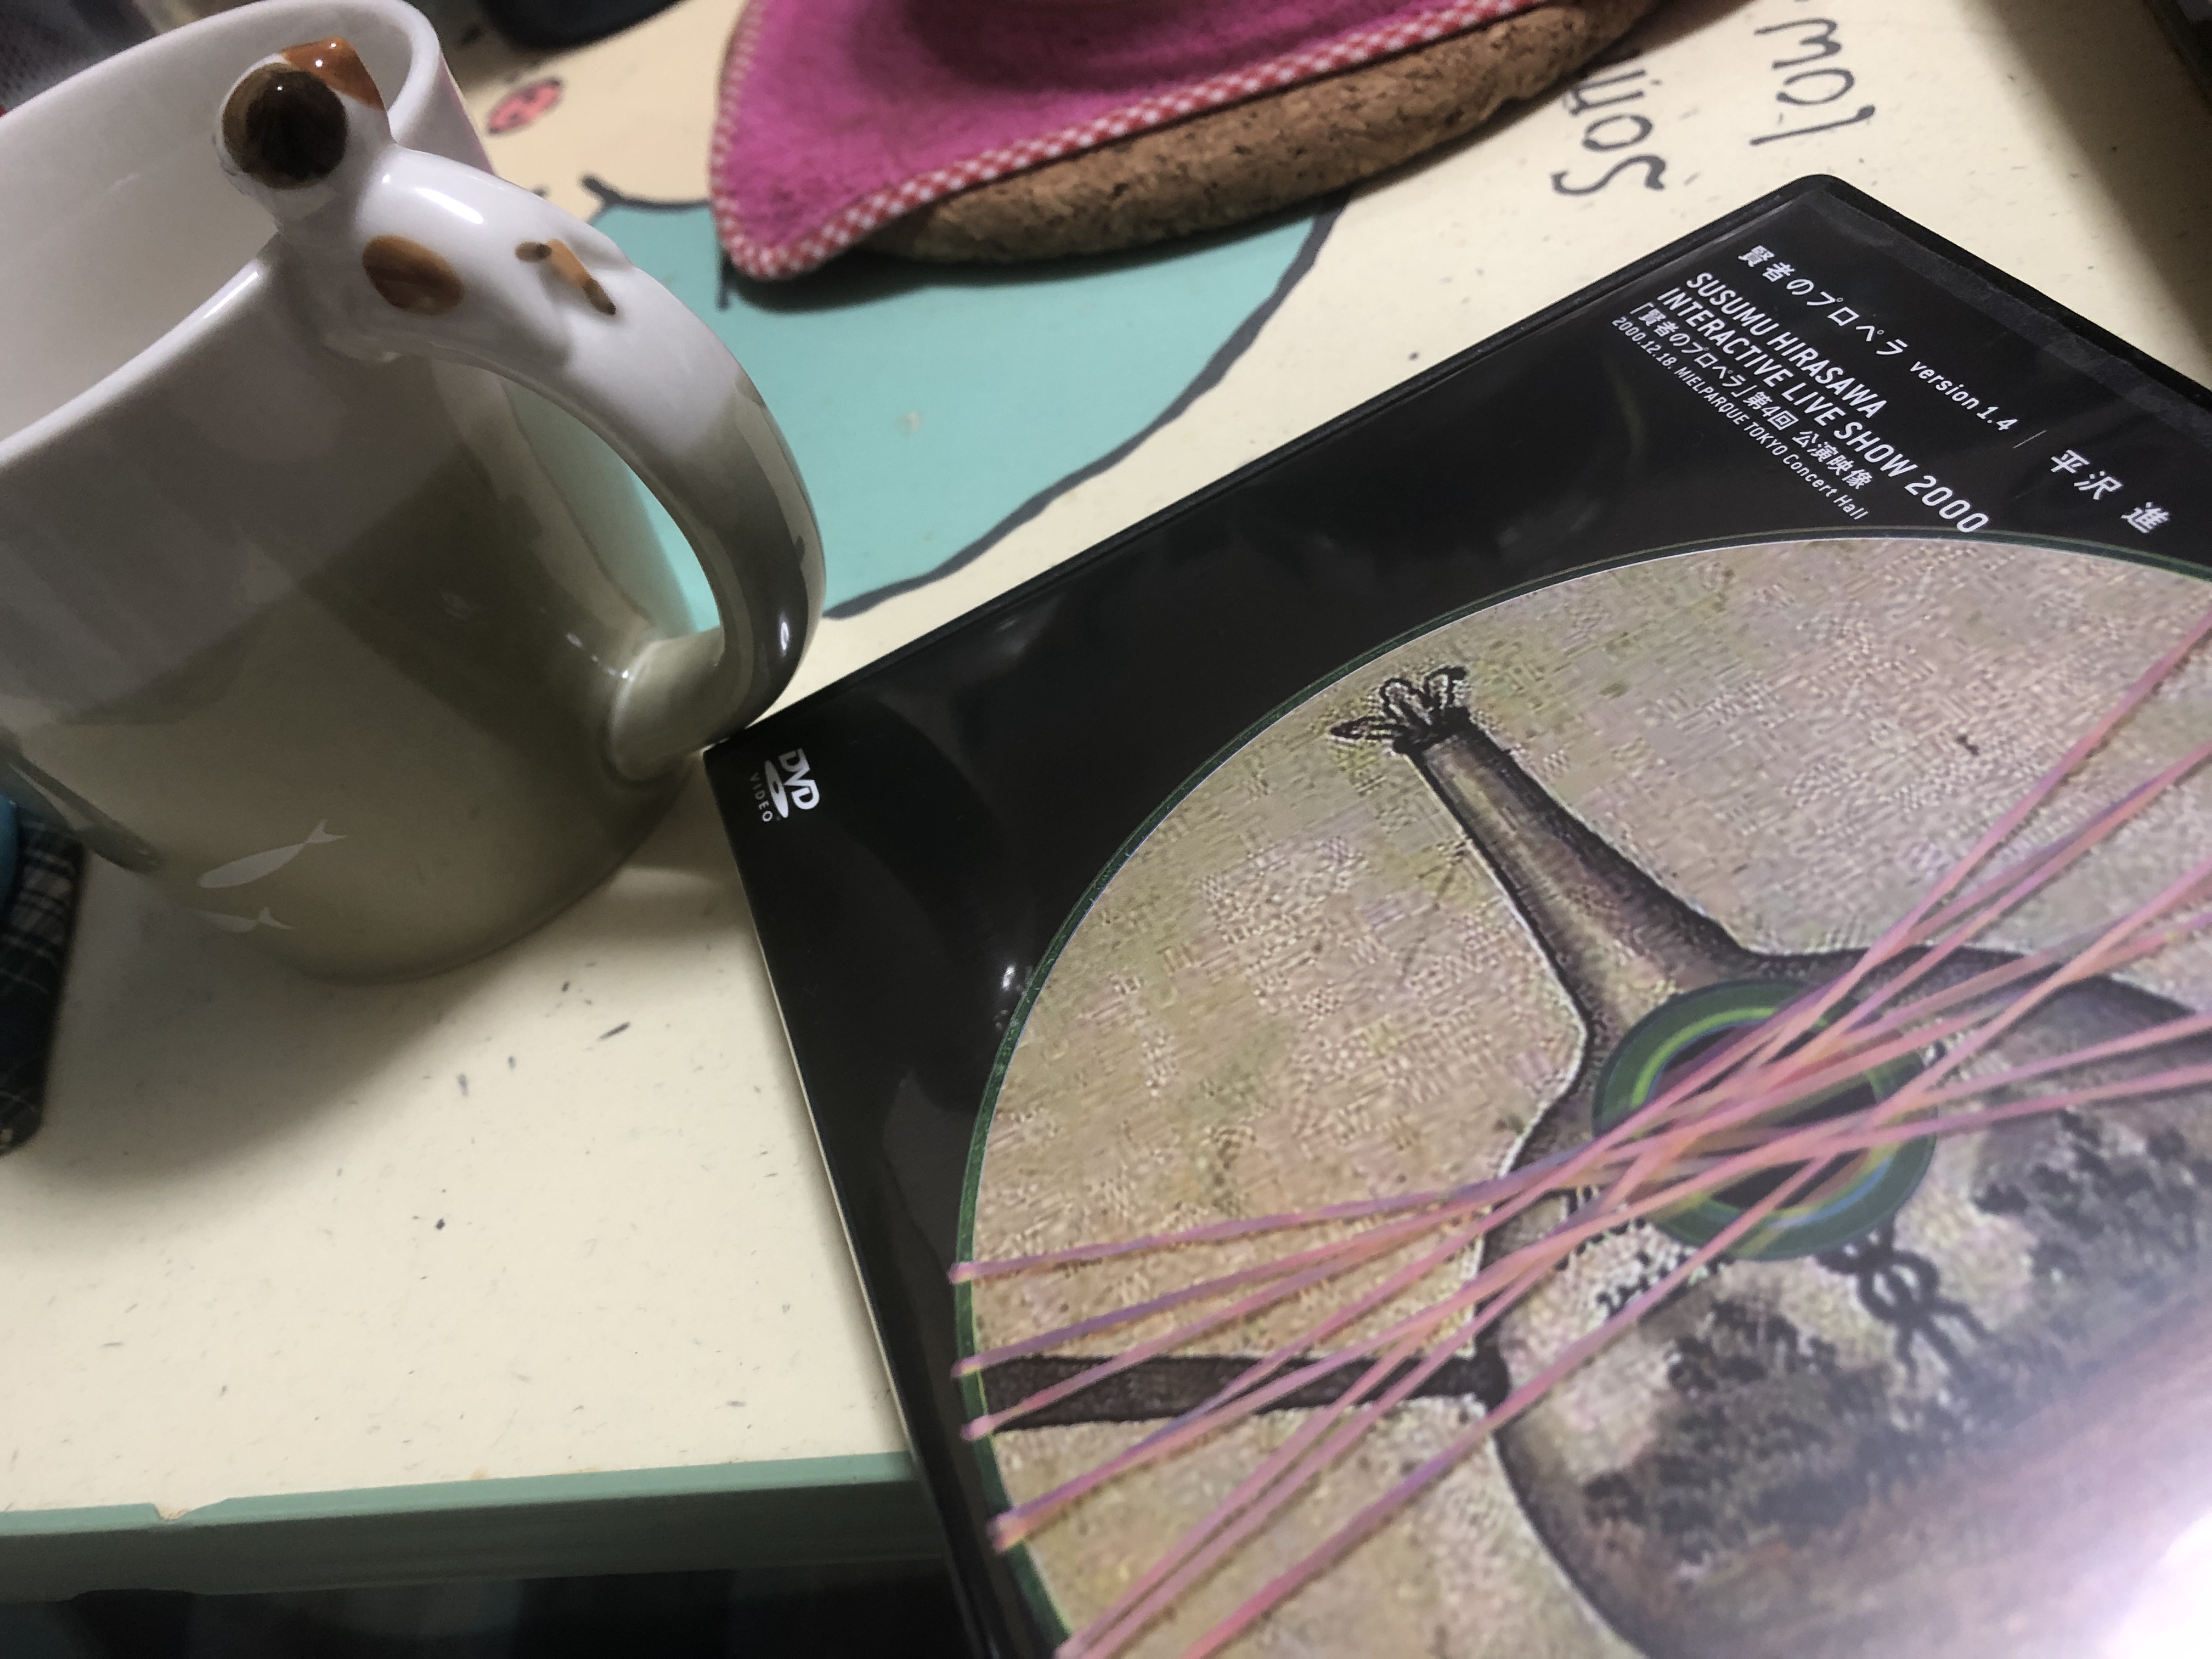 賢者のプロペラ version 1.4 | 平沢 進
SUSUMU HIRASAWA
INTERACTIVE LIVE SHOW 2000
「賢者のプロペラ」第4回 公演映像
2000.12.18. MIELPARQUE TOKYO Concert Hall
DVD
VIDEO